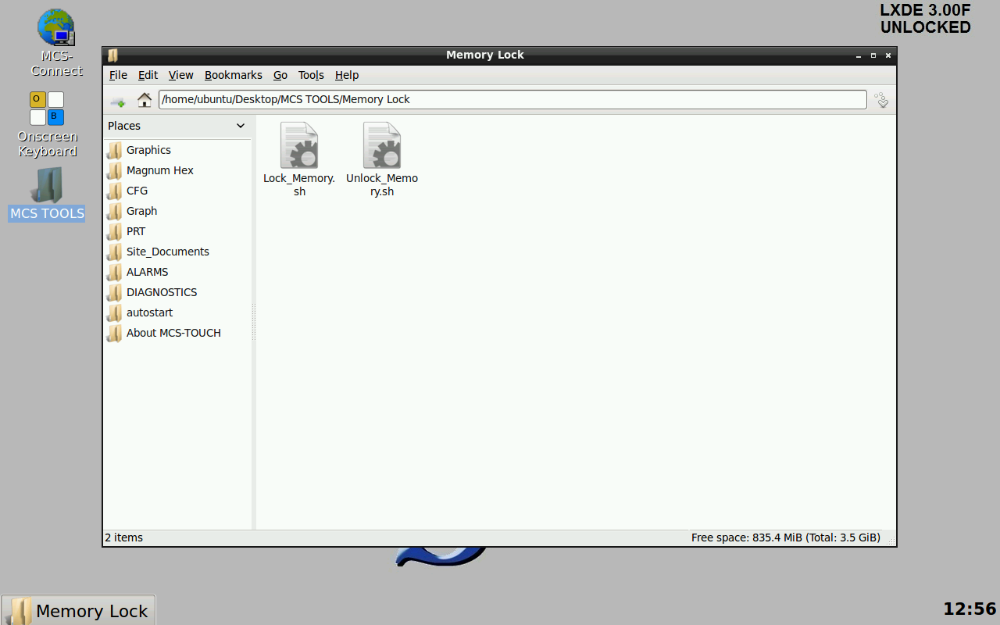 LXDE 3.00F
UNLOCKED
MCS-
Connect
O
B
Onscreen
Keyboard
MCS TOOLS
Memory Lock
File Edit View Bookmarks Go Tools Help
/home/ubuntu/Desktop/MCS TOOLS/Memory Lock
Places
Graphics
Magnum Hex
CFG
Graph
PRT
Site_Documents
ALARMS
DIAGNOSTICS
autostart
About MCS-TOUCH
Lock_Memory.
sh
Unlock_Memo
ry.sh
2 items
Free space: 835.4 MiB (Total: 3.5 GiB)
Memory Lock
12:56